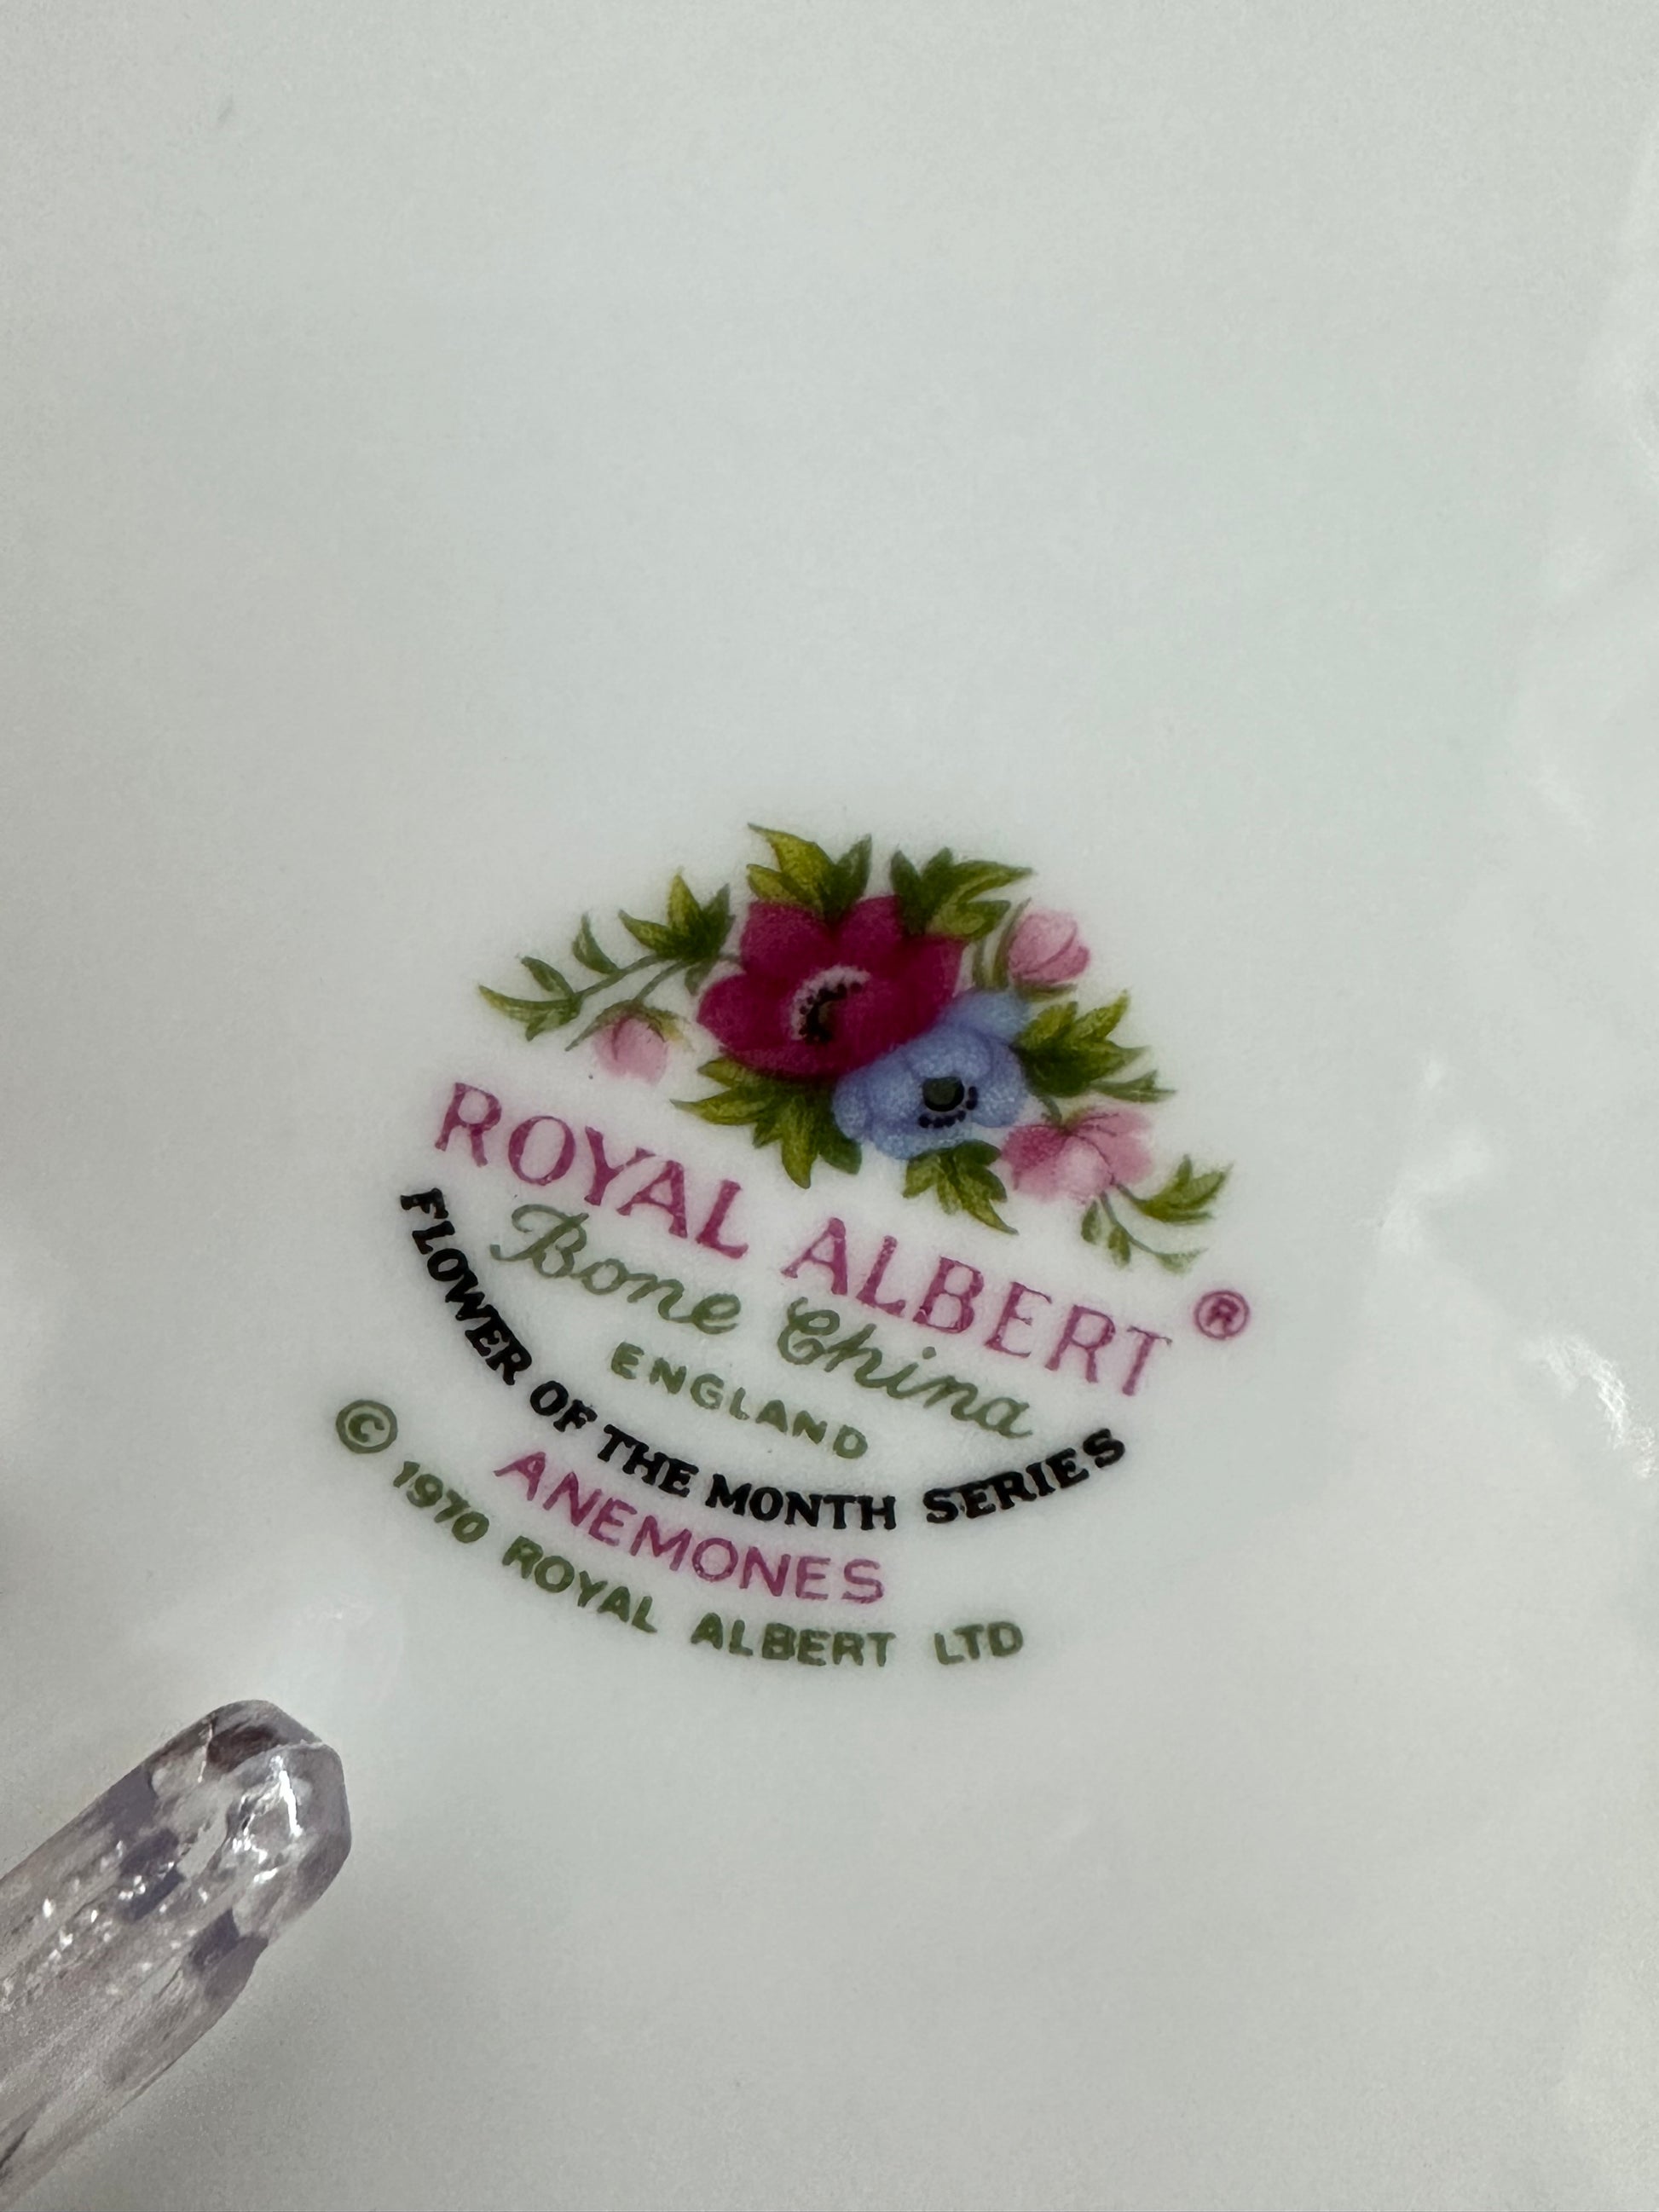 ROYAL ALBERT ®
Bone China
ENGLAND
FLOWER OF THE MONTH SERIES
ANEMONES
© 1970 ROYAL ALBERT LTD